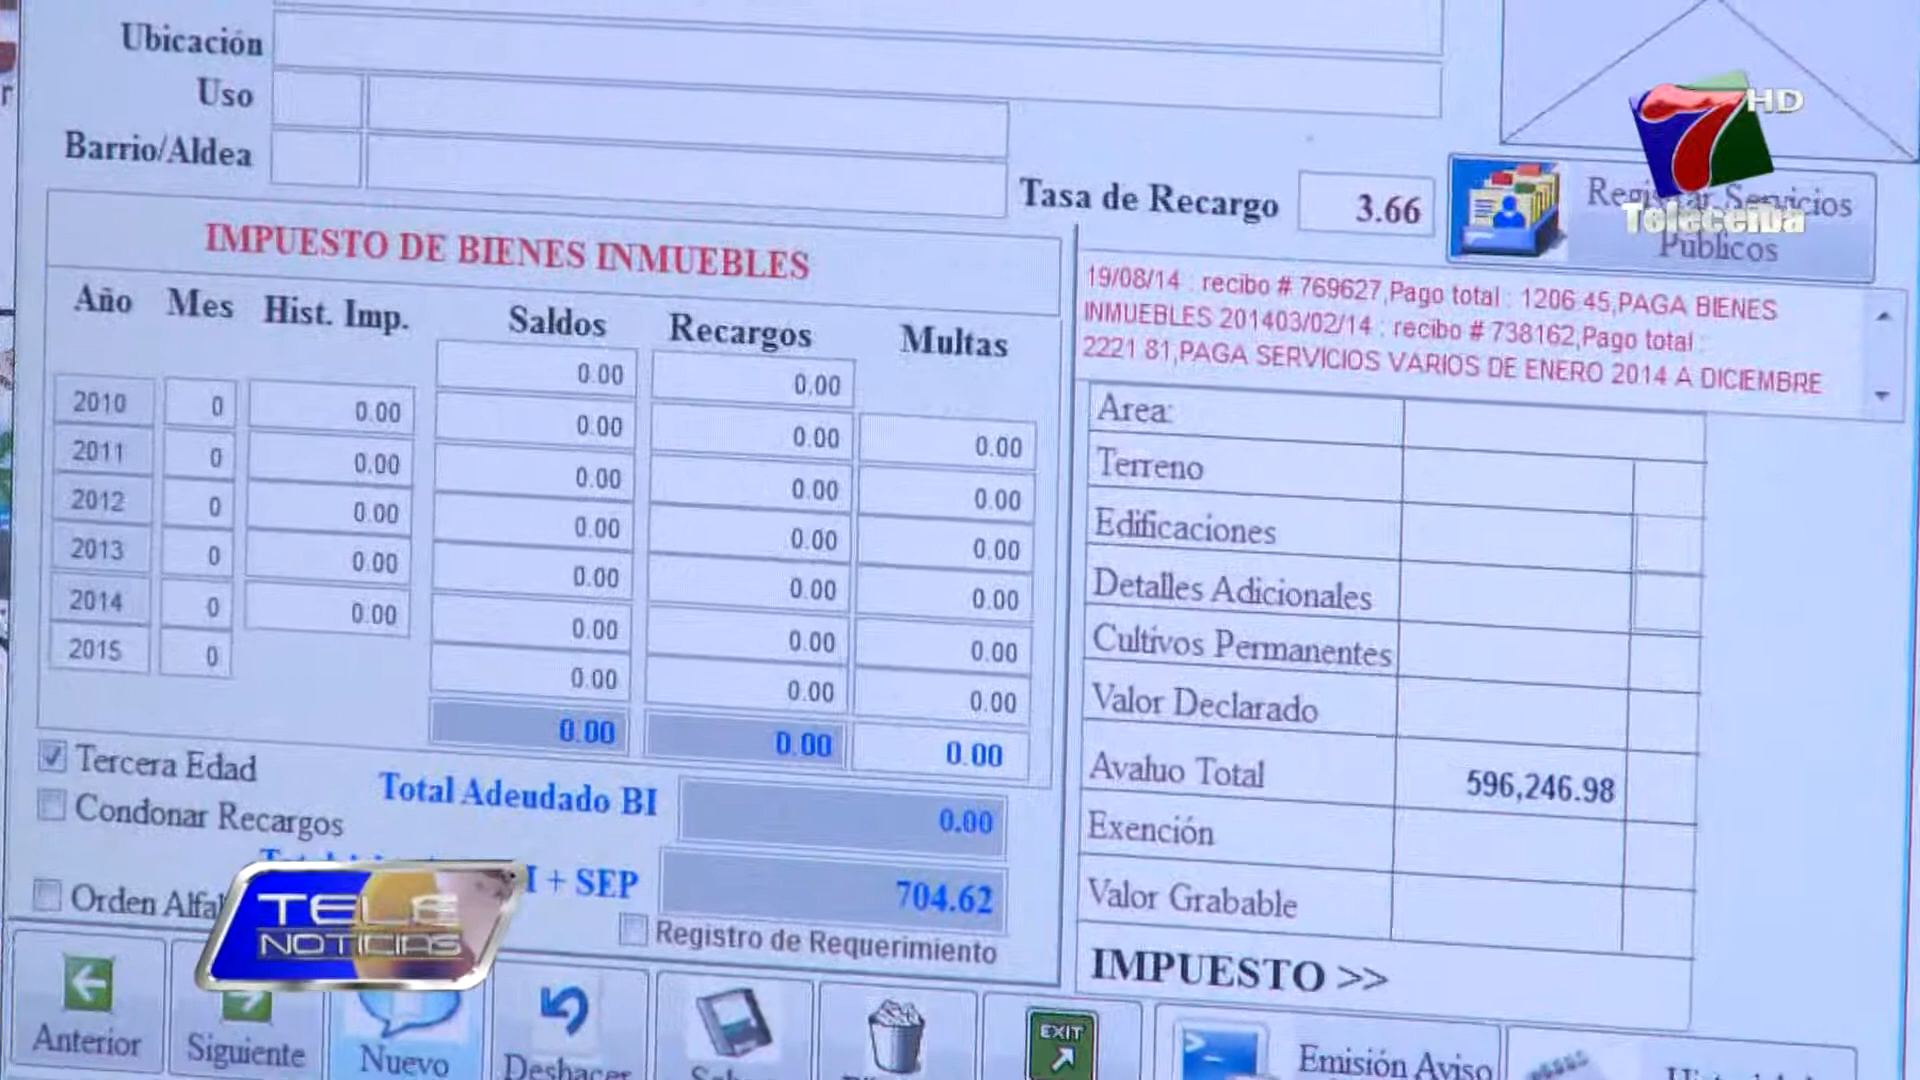 Ubicación
Uso
Barrio/Aldea
Tasa de Recargo 3.66
Servicios
Públicos
7 HD
Teleceiba
IMPUESTO DE BIENES INMUEBLES
Año Mes Hist. Imp. Saldos Recargos Multas
0.00 0.00
2010 0 0.00 0.00 0.00 0.00
2011 0 0.00 0.00 0.00 0.00
2012 0 0.00 0.00 0.00 0.00
2013 0 0.00 0.00 0.00 0.00
2014 0 0.00 0.00 0.00 0.00
2015 0 0.00 0.00 0.00
0.00 0.00 0.00
Tercera Edad
Condonar Recargos
Orden
Total Adeudado BI 0.00
I + SEP 704.62
Registro de Requerimiento
19/08/14 : recibo # 769627,Pago total : 1206.45,PAGA BIENES
INMUEBLES 201403/02/14 : recibo # 738162,Pago total :
2221.81,PAGA SERVICIOS VARIOS DE ENERO 2014 A DICIEMBRE
Area:
Terreno
Edificaciones
Detalles Adicionales
Cultivos Permanentes
Valor Declarado
Avaluo Total 596,246.98
Exención
Valor Grabable
IMPUESTO >>
TELE
NOTICIAS
Anterior
Siguiente
Nuevo
Deshacer
EXIT
Emisión Aviso